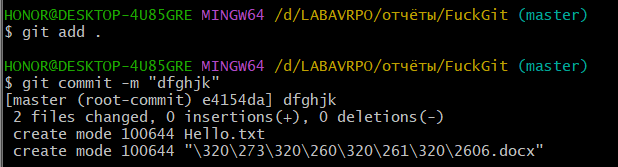 HONOR@DESKTOP-4U85GRE MINGW64 /d/LABAVRPO/отчёты/FuckGit (master)
$ git add .
HONOR@DESKTOP-4U85GRE MINGW64 /d/LABAVRPO/отчёты/FuckGit (master)
$ git commit -m "dfghjk"
[master (root-commit) e4154da] dfghjk
 2 files changed, 0 insertions(+), 0 deletions(-)
 create mode 100644 Hello.txt
 create mode 100644 "\320\273\320\260\320\261\320\2606.docx"